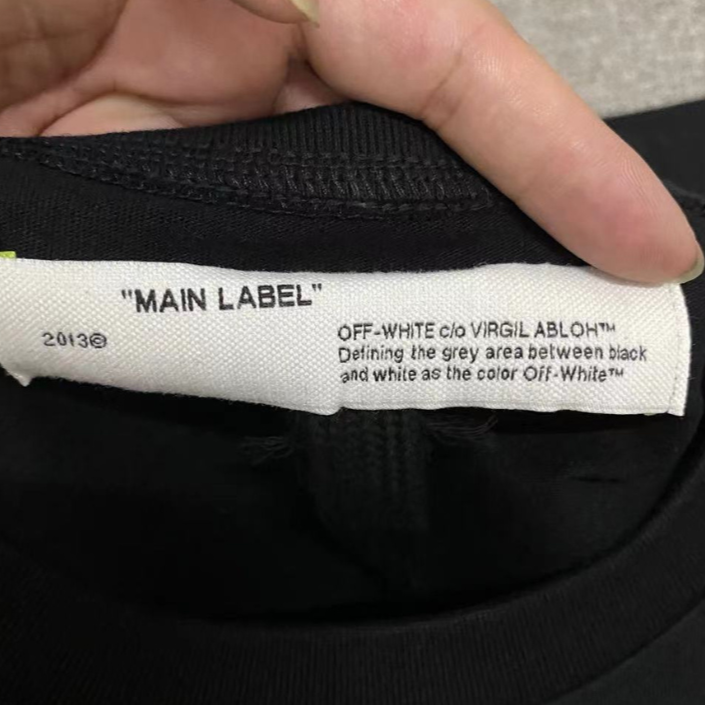 "MAIN LABEL"
2013©
OFF-WHITE c/o VIRGIL ABLOH™
Defining the grey area between black
and white as the color Off-White™